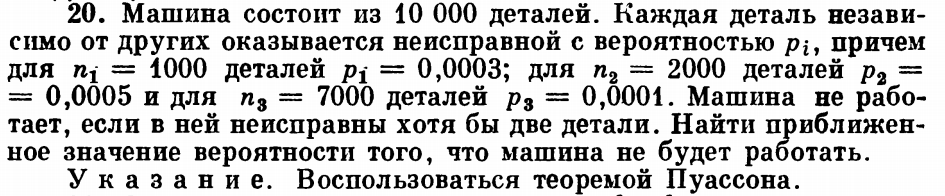 20. Машина состоит из 10 000 деталей. Каждая деталь незави-
симо от других оказывается неисправной с вероятностью pᵢ, причем
для n₁ = 1000 деталей p₁ = 0,0003; для n₂ = 2000 деталей p₂ =
= 0,0005 и для n₃ = 7000 деталей p₃ = 0,0001. Машина не рабо-
тает, если в ней неисправны хотя бы две детали. Найти приближен-
ное значение вероятности того, что машина не будет работать.
Указание. Воспользоваться теоремой Пуассона.